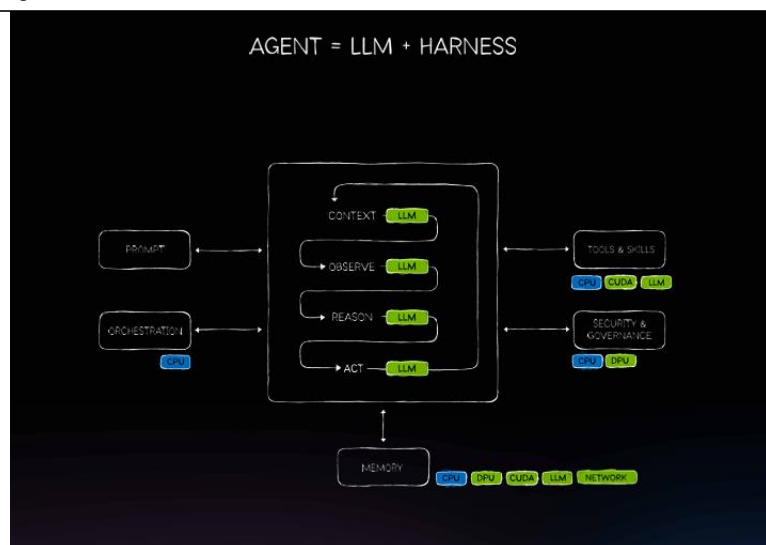 AGENT = LLM + HARNESS
CONTEXT LLM
PROMPT
OBSERVE LLM
TOOLS & SKILLS
CPU CUDA LLM
REASON LLM
ORCHESTRATION
CPU
SECURITY &
GOVERNANCE
CPU DPU
ACT LLM
MEMORY
CPU DPU CUDA LLM NETWORK